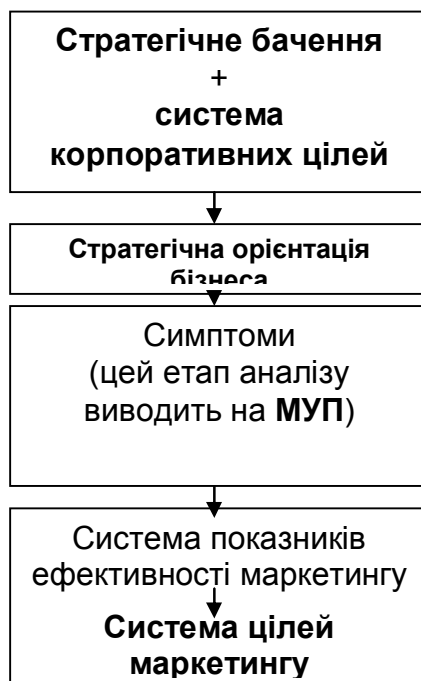 Стратегічне бачення
+
система
корпоративних цілей
Стратегічна орієнтація
бізнеса
Симптоми
(цей етап аналізу
виводить на МУП)
Система показників
ефективності маркетингу
Система цілей
маркетингу